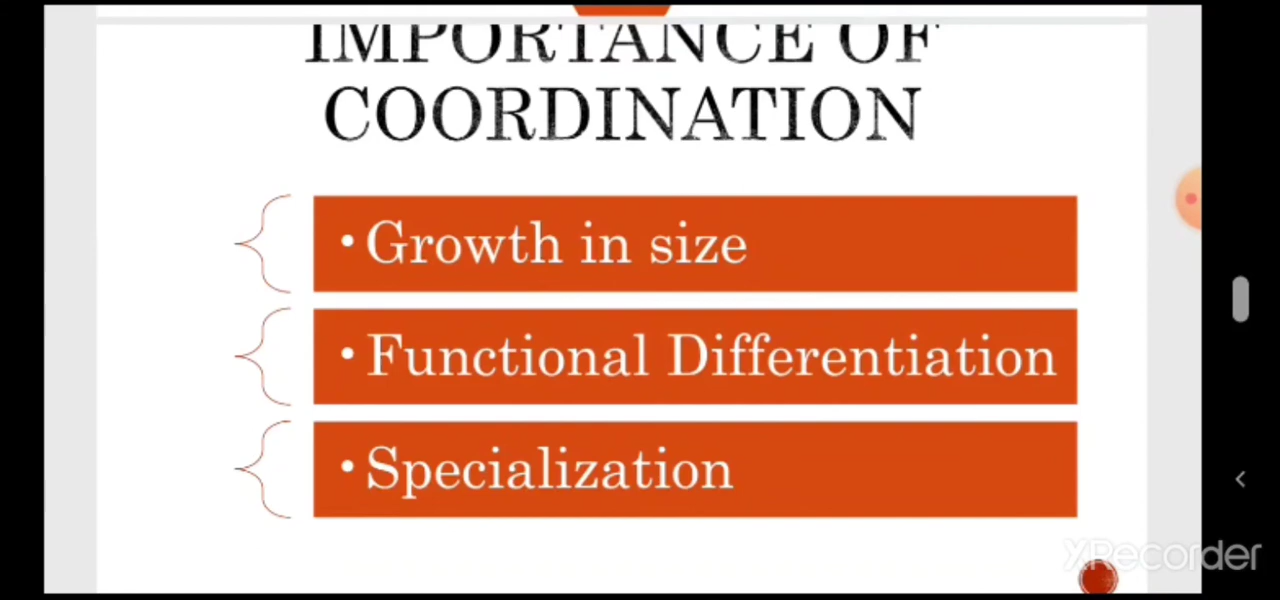 IMPORTANCE OF
COORDINATION
• Growth in size
• Functional Differentiation
• Specialization
XRecorder